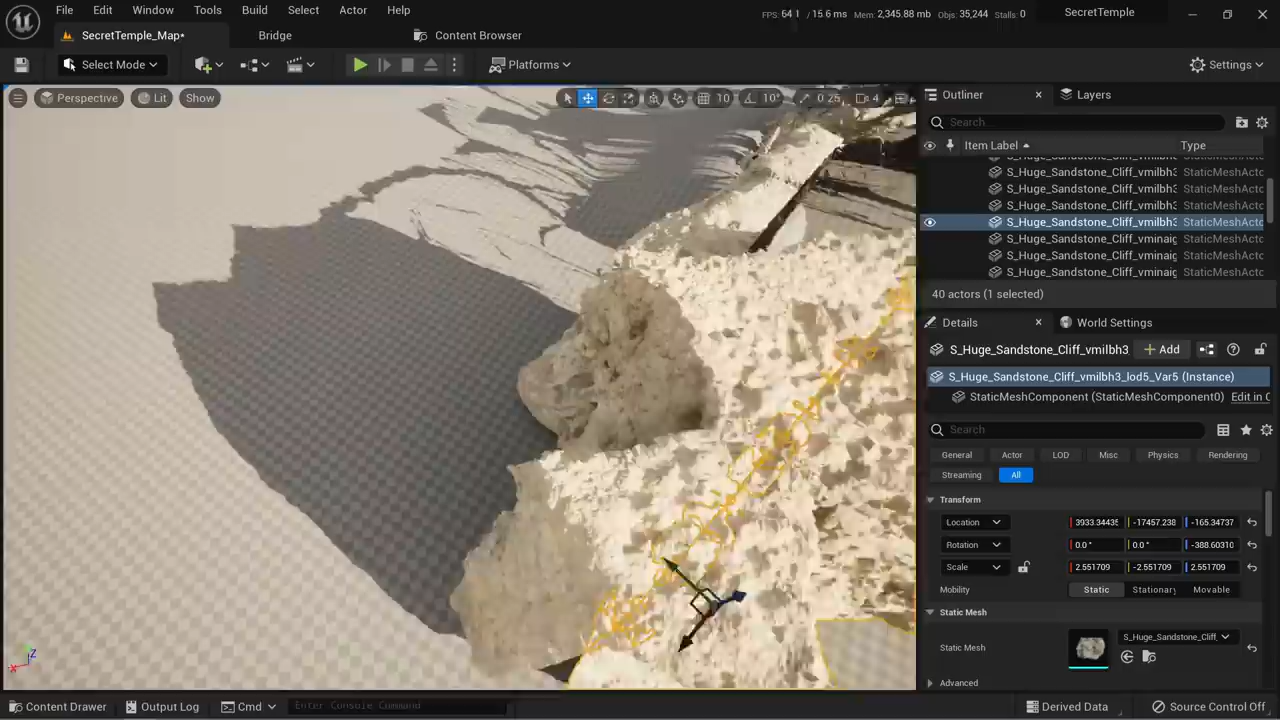 File Edit Window Tools Build Select Actor Help
FPS: 64.1 / 15.6 ms Mem: 2,345.88 mb Objs: 35,244 Stalls: 0
SecretTemple
SecretTemple_Map*
Bridge
Content Browser
Select Mode
Platforms
Settings
Perspective
Lit
Show
10
10°
0.25
4
Outliner
Layers
Search...
Item Label
Type
S_Huge_Sandstone_Cliff_vmilbh3 StaticMeshActo
S_Huge_Sandstone_Cliff_vmilbh3 StaticMeshActo
S_Huge_Sandstone_Cliff_vmilbh3 StaticMeshActo
S_Huge_Sandstone_Cliff_vmilbh3 StaticMeshActo
S_Huge_Sandstone_Cliff_vminaig StaticMeshActo
S_Huge_Sandstone_Cliff_vminaig StaticMeshActo
S_Huge_Sandstone_Cliff_vminaig StaticMeshActo
40 actors (1 selected)
Details
World Settings
S_Huge_Sandstone_Cliff_vmilbh3
Add
S_Huge_Sandstone_Cliff_vmilbh3_lod5_Var5 (Instance)
StaticMeshComponent (StaticMeshComponent0) Edit in C
Search
General Actor LOD Misc Physics Rendering
Streaming All
Transform
Location 3933.34435 -17457.238 -165.34737
Rotation 0.0° 0.0° -388.60310
Scale 2.551709 -2.551709 2.551709
Mobility Static Stationary Movable
Static Mesh
Static Mesh S_Huge_Sandstone_Cliff_
Advanced
Content Drawer
Output Log
Cmd
Enter Console Command
Derived Data
Source Control Off
X
Z